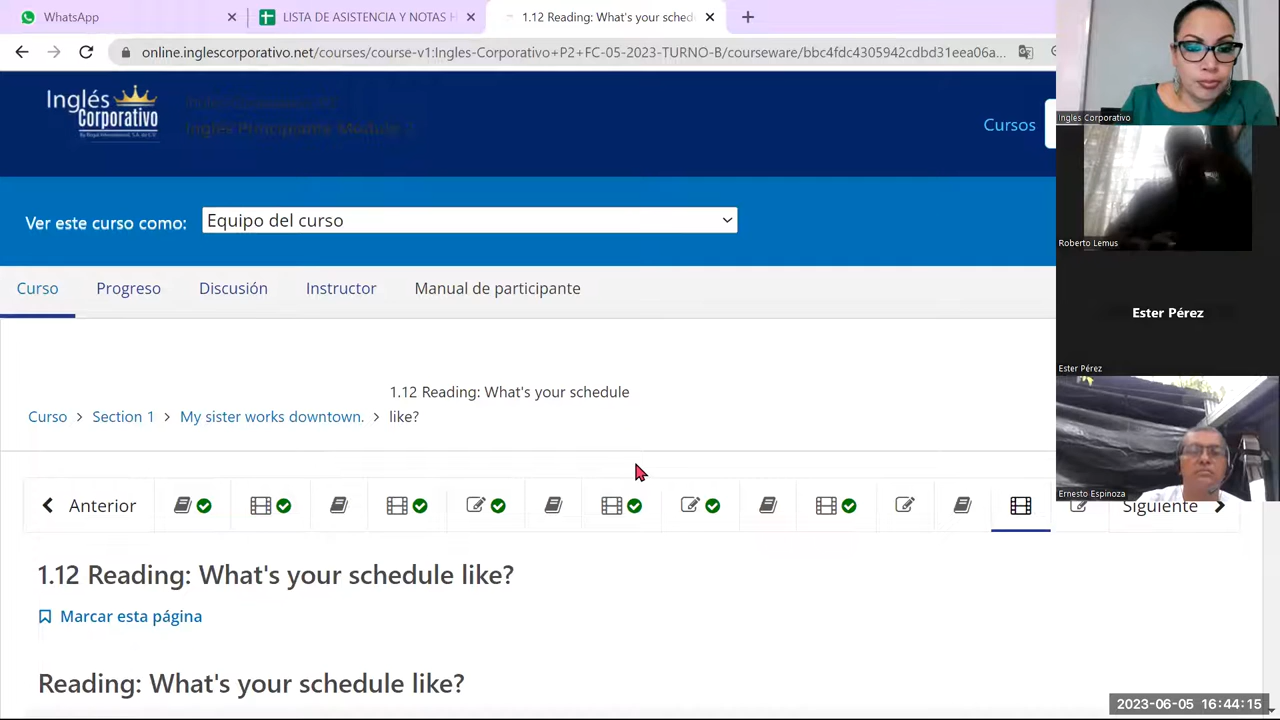 WhatsApp
LISTA DE ASISTENCIA Y NOTAS H
1.12 Reading: What's your sched
online.inglescorporativo.net/courses/course-v1:Ingles-Corporativo+P2+FC-05-2023-TURNO-B/courseware/bbc4fdc4305942cdbd31eea06a...
Inglés
Corporativo
Cursos
Ver este curso como:
Equipo del curso
Curso
Progreso
Discusión
Instructor
Manual de participante
Curso > Section 1 > My sister works downtown. > 1.12 Reading: What's your schedule
like?
Anterior
Siguiente
1.12 Reading: What's your schedule like?
Marcar esta página
Reading: What's your schedule like?
Ingles Corporativo
Roberto Lemus
Ester Pérez
Ester Pérez
Ernesto Espinoza
2023-06-05 16:44:15